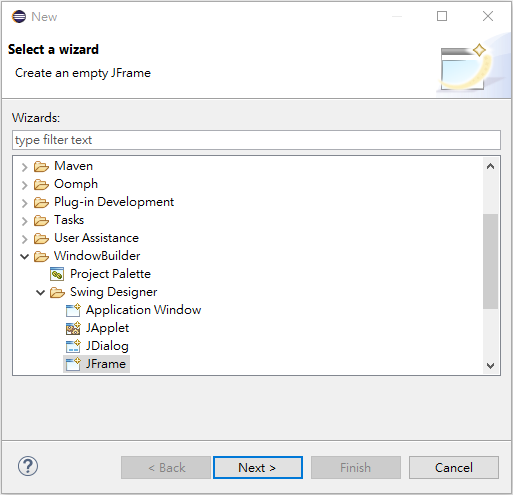 New
Select a wizard
Create an empty JFrame
Wizards:
type filter text
Maven
Oomph
Plug-in Development
Tasks
User Assistance
WindowBuilder
Project Palette
Swing Designer
Application Window
JApplet
JDialog
JFrame
?
< Back
Next >
Finish
Cancel